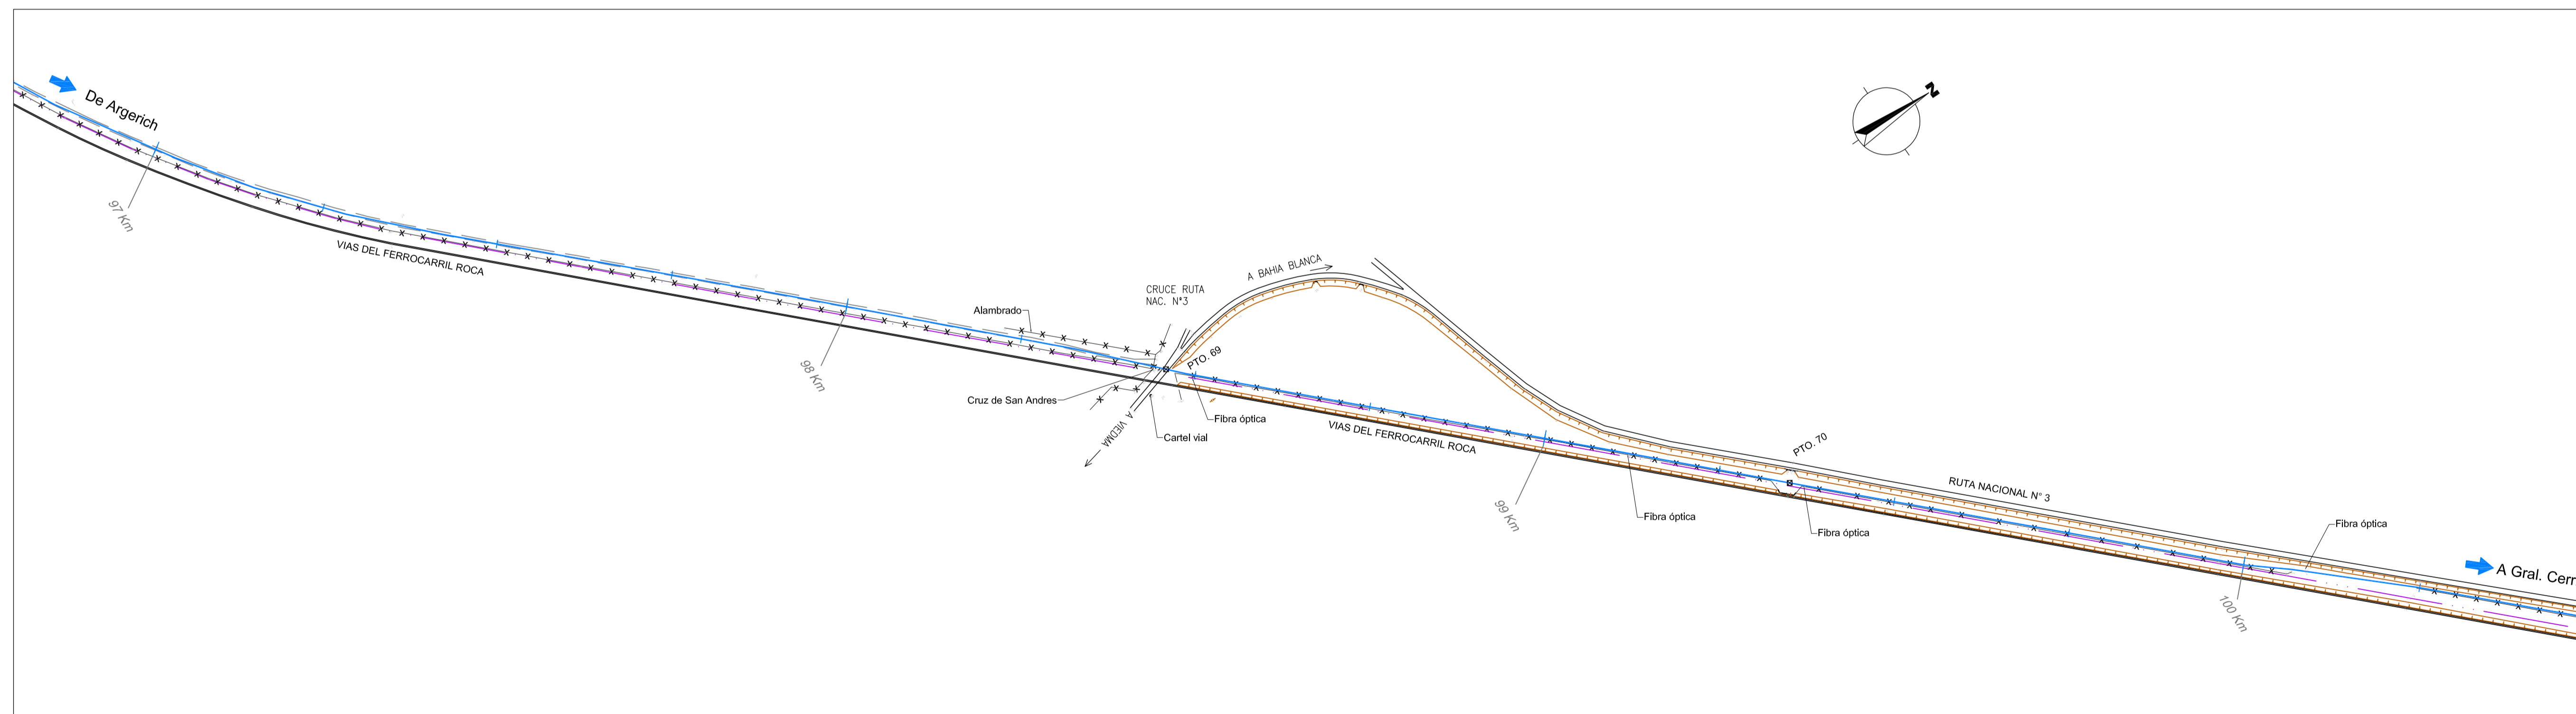 De Argerich
97 Km
VIAS DEL FERROCARRIL ROCA
98 Km
Alambrado
CRUCE RUTA
NAC. N°3
A BAHIA BLANCA
PTO. 69
Cruz de San Andres
A VIEDMA
Cartel vial
Fibra óptica
VIAS DEL FERROCARRIL ROCA
99 Km
Fibra óptica
PTO. 70
Fibra óptica
N
RUTA NACIONAL N° 3
Fibra óptica
100 Km
A Gral. Cerr